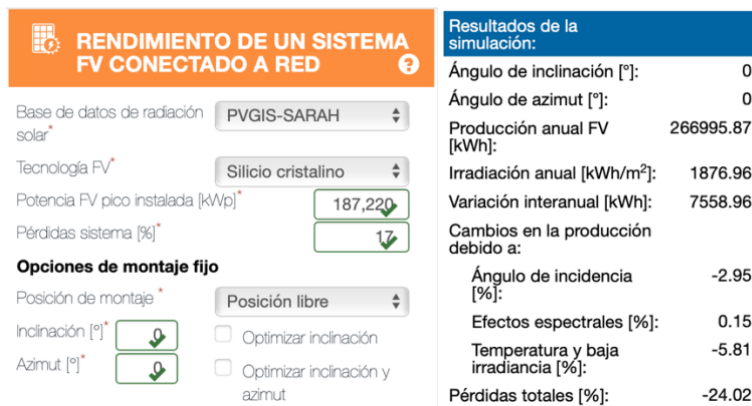 RENDIMIENTO DE UN SISTEMA
FV CONECTADO A RED ?
Base de datos de radiación
solar*
PVGIS-SARAH
Tecnología FV*
Silicio cristalino
Potencia FV pico instalada [kWp]*
187,220
Pérdidas sistema [%]*
17
Opciones de montaje fijo
Posición de montaje *
Posición libre
Inclinación [°]*
0
Optimizar inclinación
Azimut [°]*
0
Optimizar inclinación y
azimut
Resultados de la
simulación:
Ángulo de inclinación [°]: 0
Ángulo de azimut [°]: 0
Producción anual FV 266995.87
[kWh]:
Irradiación anual [kWh/m²]: 1876.96
Variación interanual [kWh]: 7558.96
Cambios en la producción
debido a:
Ángulo de incidencia -2.95
[%]:
Efectos espectrales [%]: 0.15
Temperatura y baja -5.81
irradiancia [%]:
Pérdidas totales [%]: -24.02